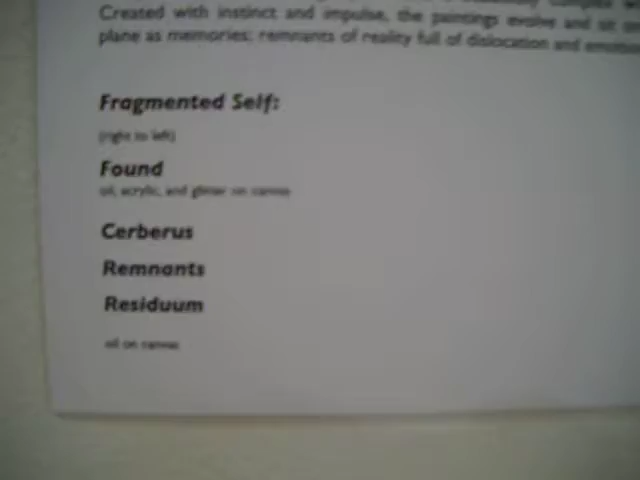 Created with instinct and impulse, the paintings evolve and sit on
plane as memories: remnants of reality full of dislocation and
Fragmented Self:
(right to left)
Found
oil, acrylic, and glitter on canvas
Cerberus
Remnants
Residuum
oil on canvas